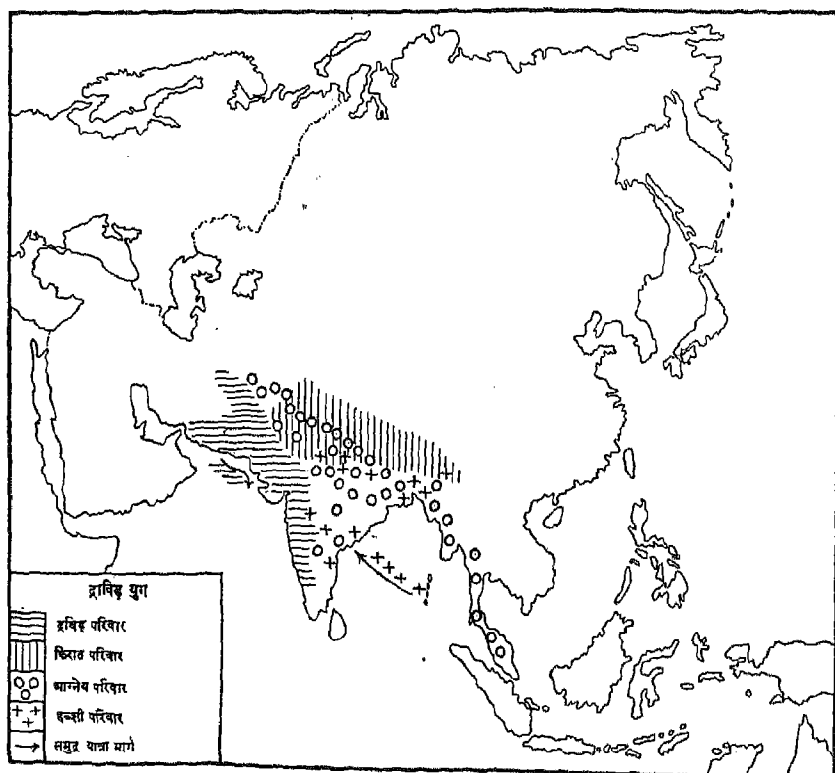 द्राविड़ युग
द्रविड़ परिवार
किरात परिवार
आग्नेय परिवार
हब्शी परिवार
समुद्र यात्रा मार्ग